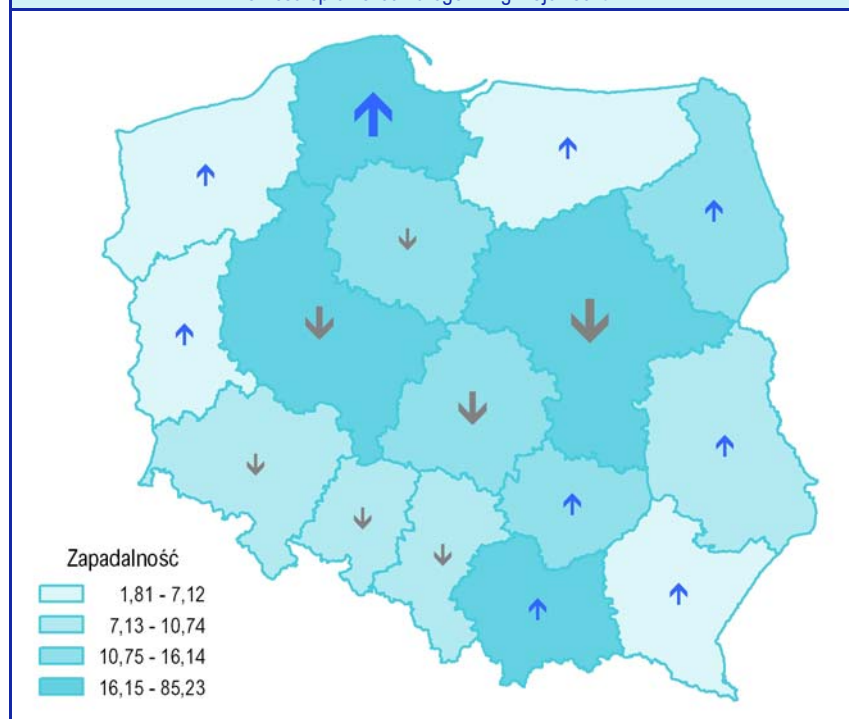 Zapadalność
1,81 - 7,12
7,13 - 10,74
10,75 - 16,14
16,15 - 85,23